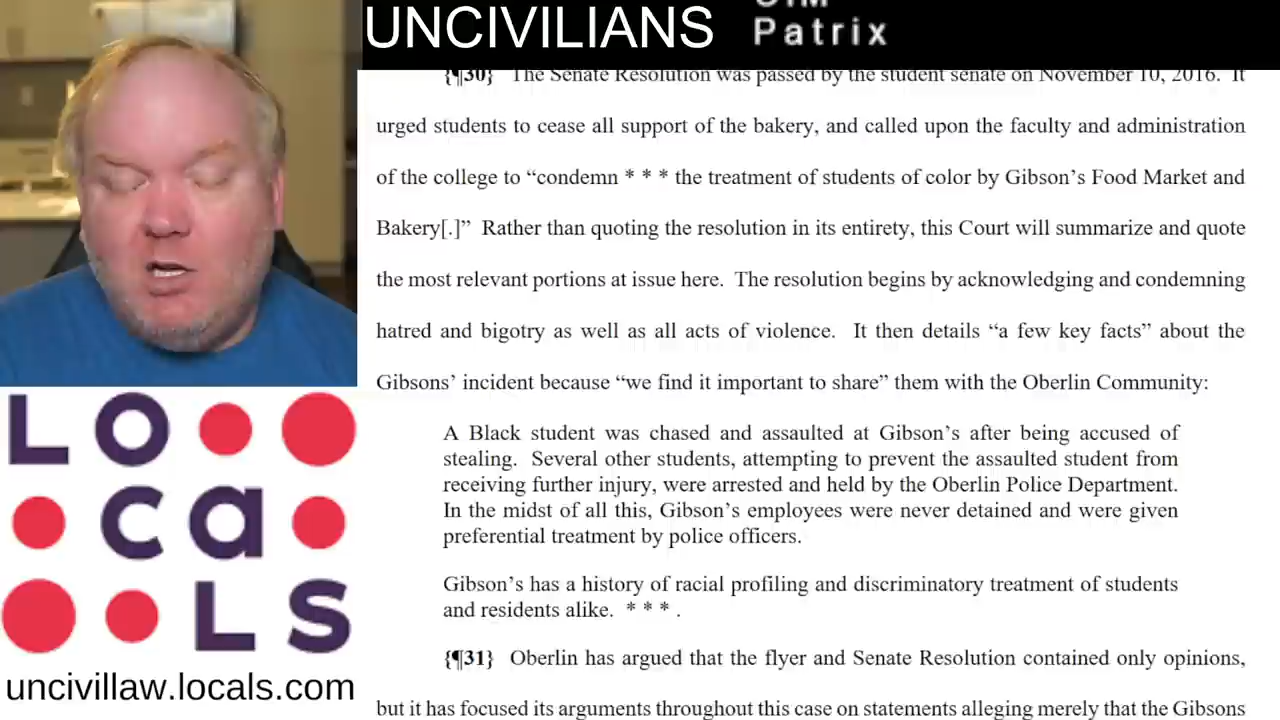 UNCIVILIANS
Patrix
{¶30} The Senate Resolution was passed by the student senate on November 10, 2016. It
urged students to cease all support of the bakery, and called upon the faculty and administration
of the college to “condemn * * * the treatment of students of color by Gibson’s Food Market and
Bakery[.]” Rather than quoting the resolution in its entirety, this Court will summarize and quote
the most relevant portions at issue here. The resolution begins by acknowledging and condemning
hatred and bigotry as well as all acts of violence. It then details “a few key facts” about the
Gibsons’ incident because “we find it important to share” them with the Oberlin Community:
A Black student was chased and assaulted at Gibson’s after being accused of
stealing. Several other students, attempting to prevent the assaulted student from
receiving further injury, were arrested and held by the Oberlin Police Department.
In the midst of all this, Gibson’s employees were never detained and were given
preferential treatment by police officers.
Gibson’s has a history of racial profiling and discriminatory treatment of students
and residents alike. * * * .
{¶31} Oberlin has argued that the flyer and Senate Resolution contained only opinions,
but it has focused its arguments throughout this case on statements alleging merely that the Gibsons
LO
ca
LS
uncivillaw.locals.com